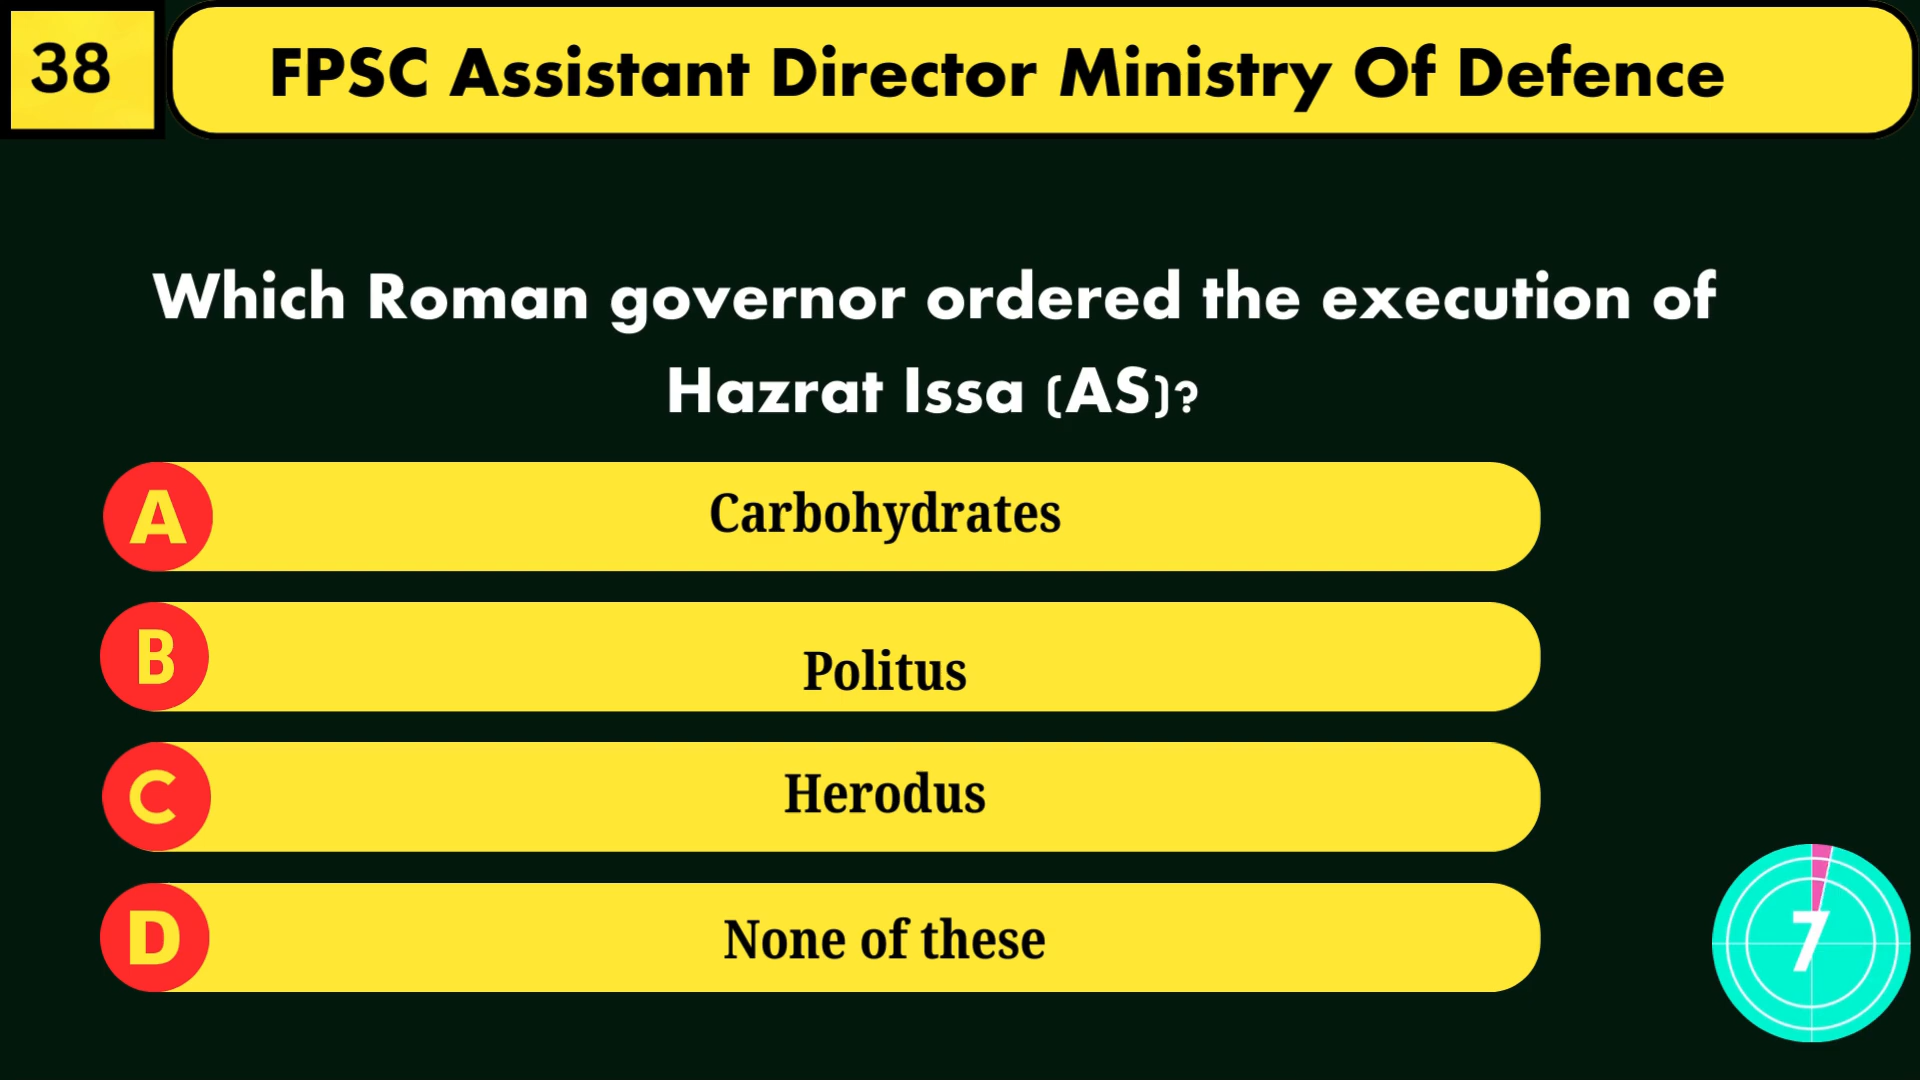 38
FPSC Assistant Director Ministry Of Defence
Which Roman governor ordered the execution of
Hazrat Issa (AS)?
A Carbohydrates
B Politus
C Herodus
D None of these
7